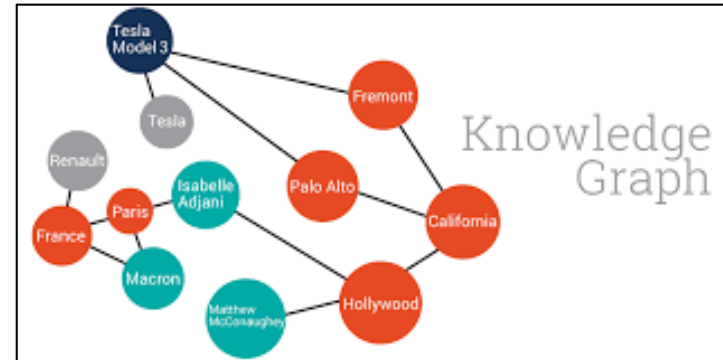 Tesla
Model 3
Fremont
Tesla
Knowledge
Graph
Renault
Isabelle
Adjani
Palo Alto
Paris
California
France
Macron
Matthew
McConaughey
Hollywood